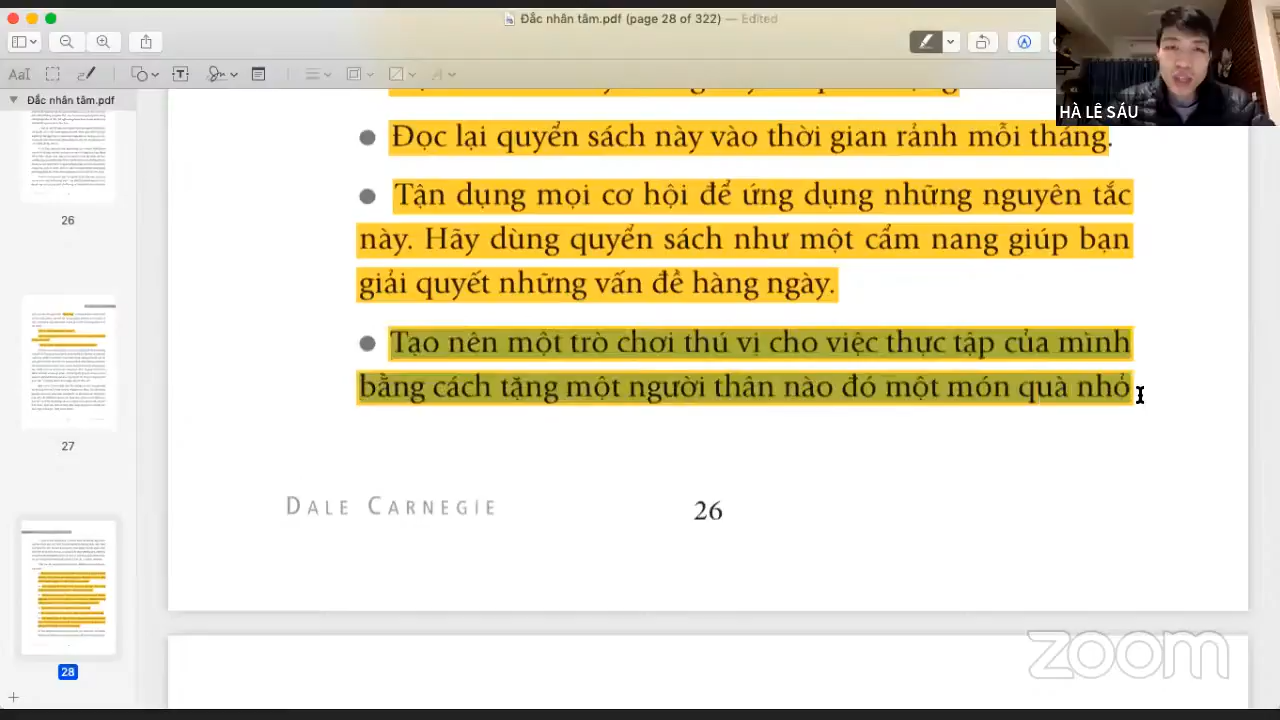 Đắc nhân tâm.pdf (page 28 of 322) — Edited
HÀ LÊ SÁU
Đắc nhân tâm.pdf
Đọc lại quyển sách này vào thời gian rảnh mỗi tháng.
Tận dụng mọi cơ hội để ứng dụng những nguyên tắc
này. Hãy dùng quyển sách như một cẩm nang giúp bạn
giải quyết những vấn đề hàng ngày.
Tạo nên một trò chơi thú vị cho việc thực tập của mình
bằng cách tặng một người thân nào đó một món quà nhỏ
DALE CARNEGIE
26
26
27
28
zoom